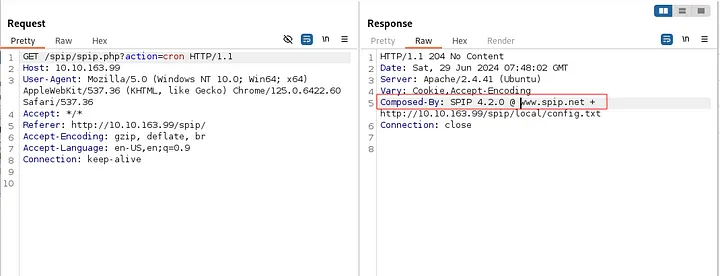 Request
Pretty Raw Hex
\n
1 GET /spip/spip.php?action=cron HTTP/1.1
2 Host: 10.10.163.99
3 User-Agent: Mozilla/5.0 (Windows NT 10.0; Win64; x64)
AppleWebKit/537.36 (KHTML, like Gecko) Chrome/125.0.6422.60
Safari/537.36
4 Accept: */*
5 Referer: http://10.10.163.99/spip/
6 Accept-Encoding: gzip, deflate, br
7 Accept-Language: en-US,en;q=0.9
8 Connection: keep-alive
9
10
Response
Pretty Raw Hex Render
\n
1 HTTP/1.1 204 No Content
2 Date: Sat, 29 Jun 2024 07:48:02 GMT
3 Server: Apache/2.4.41 (Ubuntu)
4 Vary: Cookie,Accept-Encoding
5 Composed-By: SPIP 4.2.0 @ www.spip.net +
http://10.10.163.99/spip/local/config.txt
6 Connection: close
7
8